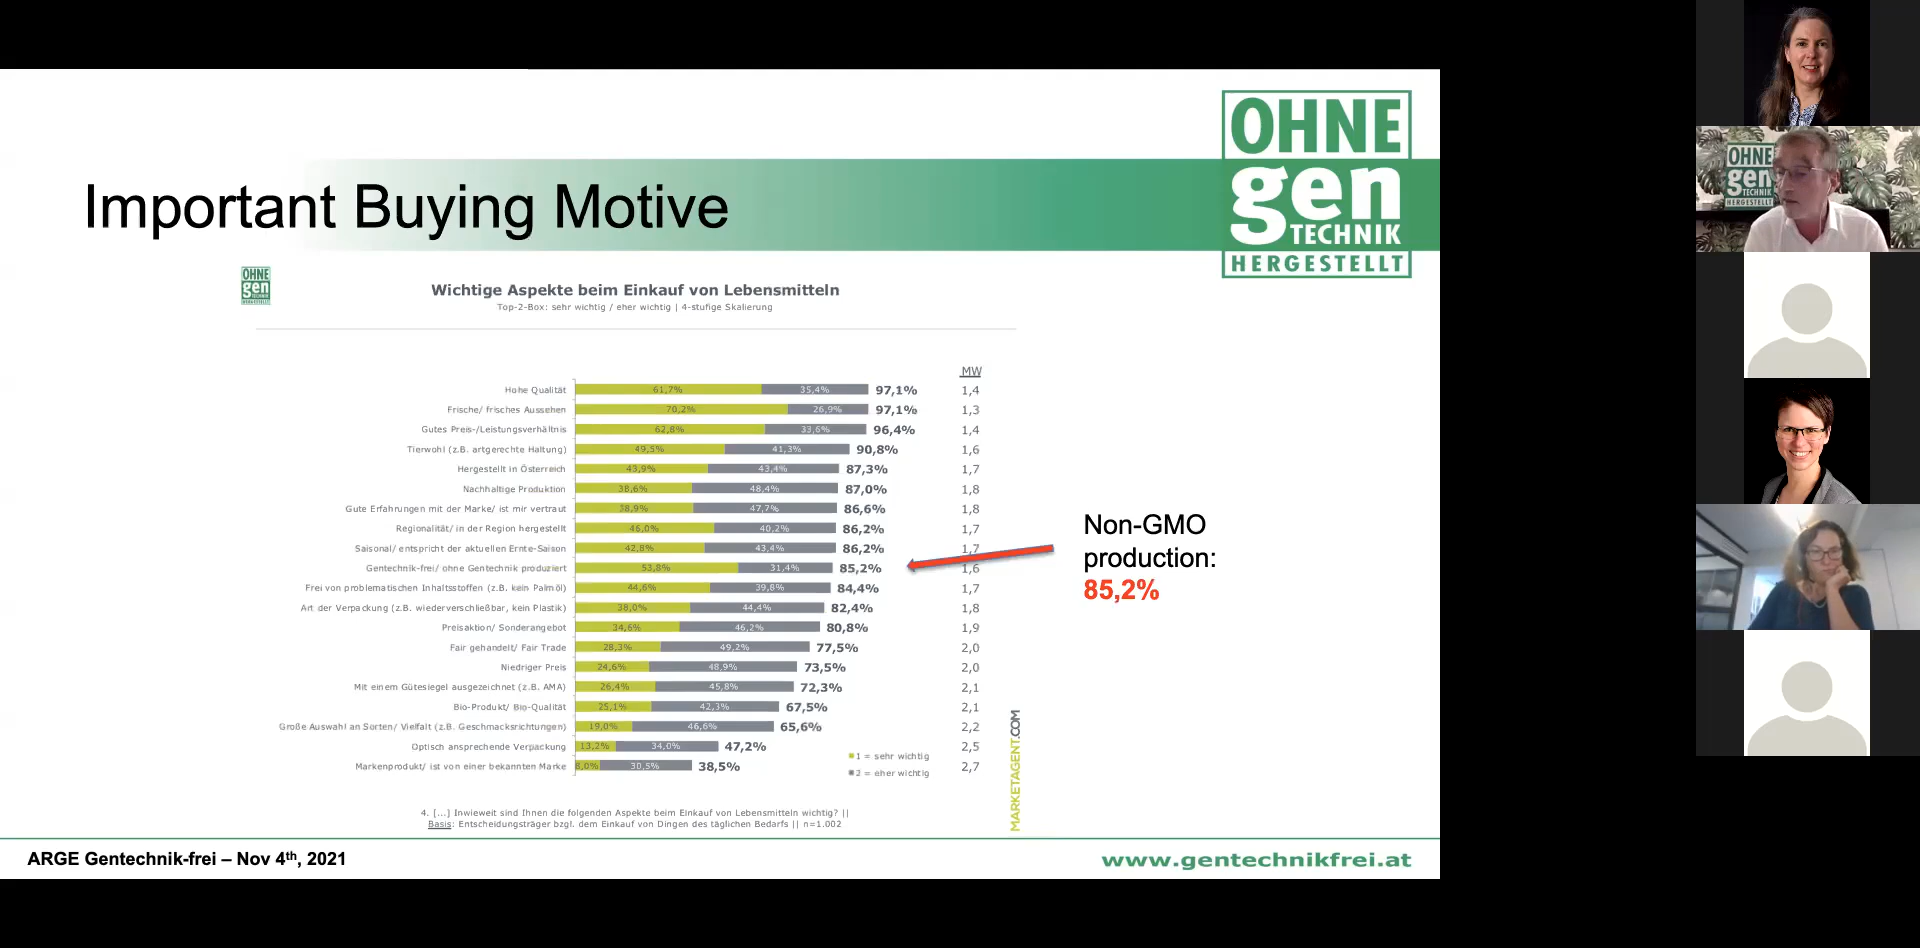 OHNE
gen
TECHNIK
HERGESTELLT
Important Buying Motive
OHNE
gen
Wichtige Aspekte beim Einkauf von Lebensmitteln
Top-2-Box: sehr wichtig / eher wichtig | 4-stufige Skalierung
MW
Hohe Qualität 61,7% 35,4% 97,1% 1,4
Frische/ frisches Aussehen 70,2% 26,9% 97,1% 1,3
Gutes Preis-/Leistungsverhältnis 62,8% 33,6% 96,4% 1,4
Tierwohl (z.B. artgerechte Haltung) 49,5% 41,3% 90,8% 1,6
Hergestellt in Österreich 43,9% 43,4% 87,3% 1,7
Nachhaltige Produktion 38,6% 48,4% 87,0% 1,8
Gute Erfahrungen mit der Marke/ ist mir vertraut 38,9% 47,7% 86,6% 1,8
Regionalität/ in der Region hergestellt 46,0% 40,2% 86,2% 1,7
Saisonal/ entspricht der aktuellen Ernte-Saison 42,8% 43,4% 86,2% 1,7
Gentechnik-frei/ ohne Gentechnik produziert 53,8% 31,4% 85,2% 1,6
Frei von problematischen Inhaltsstoffen (z.B. kein Palmöl) 44,6% 39,8% 84,4% 1,7
Art der Verpackung (z.B. wiederverschließbar, kein Plastik) 38,0% 44,4% 82,4% 1,8
Preisaktion/ Sonderangebot 34,6% 46,2% 80,8% 1,9
Fair gehandelt/ Fair Trade 28,3% 49,2% 77,5% 2,0
Niedriger Preis 24,6% 48,9% 73,5% 2,0
Mit einem Gütesiegel ausgezeichnet (z.B. AMA) 26,4% 45,8% 72,3% 2,1
Bio-Produkt/ Bio-Qualität 25,1% 42,3% 67,5% 2,1
Große Auswahl an Sorten/ Vielfalt (z.B. Geschmacksrichtungen) 19,0% 46,6% 65,6% 2,2
Optisch ansprechende Verpackung 13,2% 34,0% 47,2% 2,5
Markenprodukt/ ist von einer bekannten Marke 8,0% 30,5% 38,5% 2,7
1 = sehr wichtig
2 = eher wichtig
MARKETAGENT.COM
Non-GMO
production:
85,2%
4. [...] Inwieweit sind Ihnen die folgenden Aspekte beim Einkauf von Lebensmitteln wichtig? ||
Basis: Entscheidungsträger bzgl. dem Einkauf von Dingen des täglichen Bedarfs || n=1.002
ARGE Gentechnik-frei – Nov 4th, 2021
www.gentechnikfrei.at
OHNE
gen
TECHNIK
HERGESTELLT